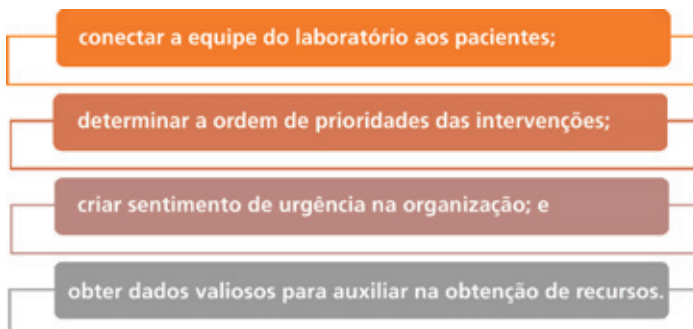 conectar a equipe do laboratório aos pacientes;
determinar a ordem de prioridades das intervenções;
criar sentimento de urgência na organização; e
obter dados valiosos para auxiliar na obtenção de recursos.